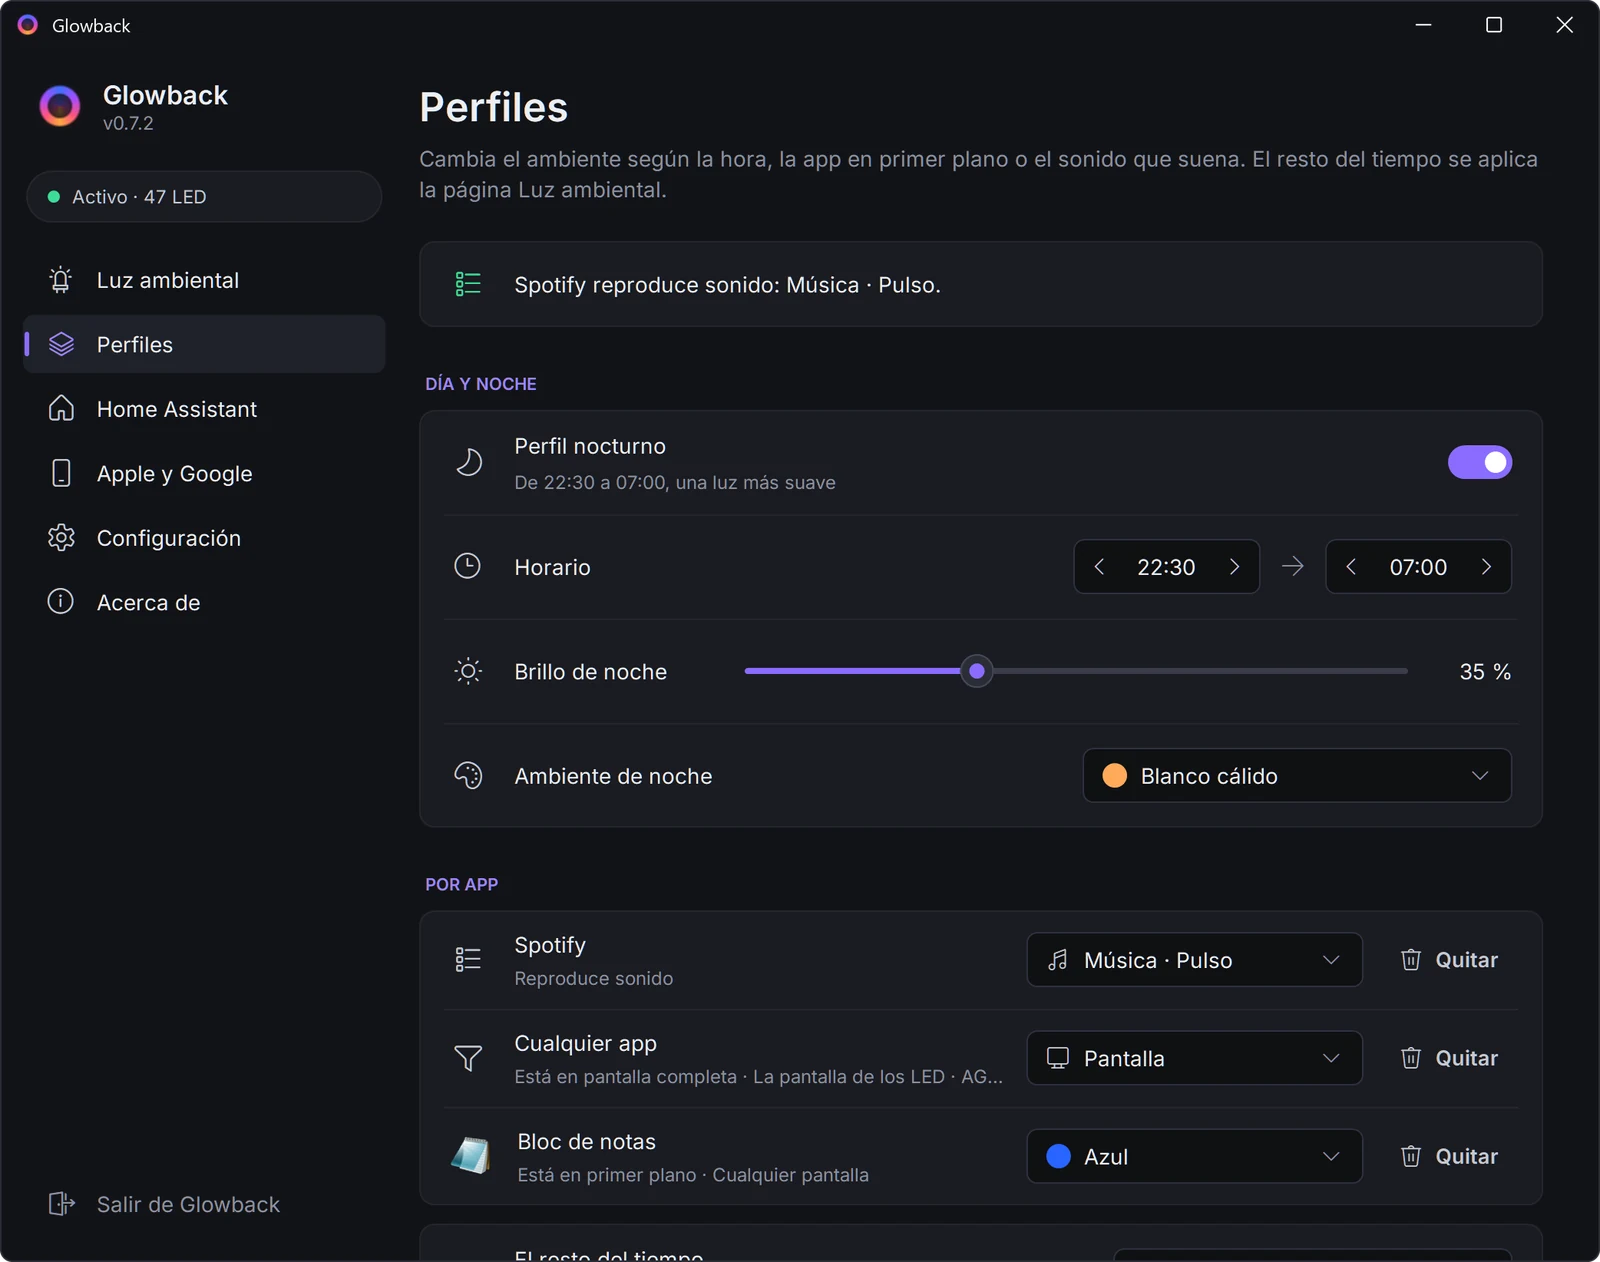 Glowback
Glowback
v0.7.2
Activo · 47 LED
Luz ambiental
Perfiles
Home Assistant
Apple y Google
Configuración
Acerca de
Salir de Glowback
Perfiles
Cambia el ambiente según la hora, la app en primer plano o el sonido que suena. El resto del tiempo se aplica
la página Luz ambiental.
Spotify reproduce sonido: Música · Pulso.
DÍA Y NOCHE
Perfil nocturno
De 22:30 a 07:00, una luz más suave
Horario
22:30
07:00
Brillo de noche
35 %
Ambiente de noche
Blanco cálido
POR APP
Spotify
Reproduce sonido
Música · Pulso
Quitar
Cualquier app
Está en pantalla completa · La pantalla de los LED · AG...
Pantalla
Quitar
Bloc de notas
Está en primer plano · Cualquier pantalla
Azul
Quitar
El resto del tiempo